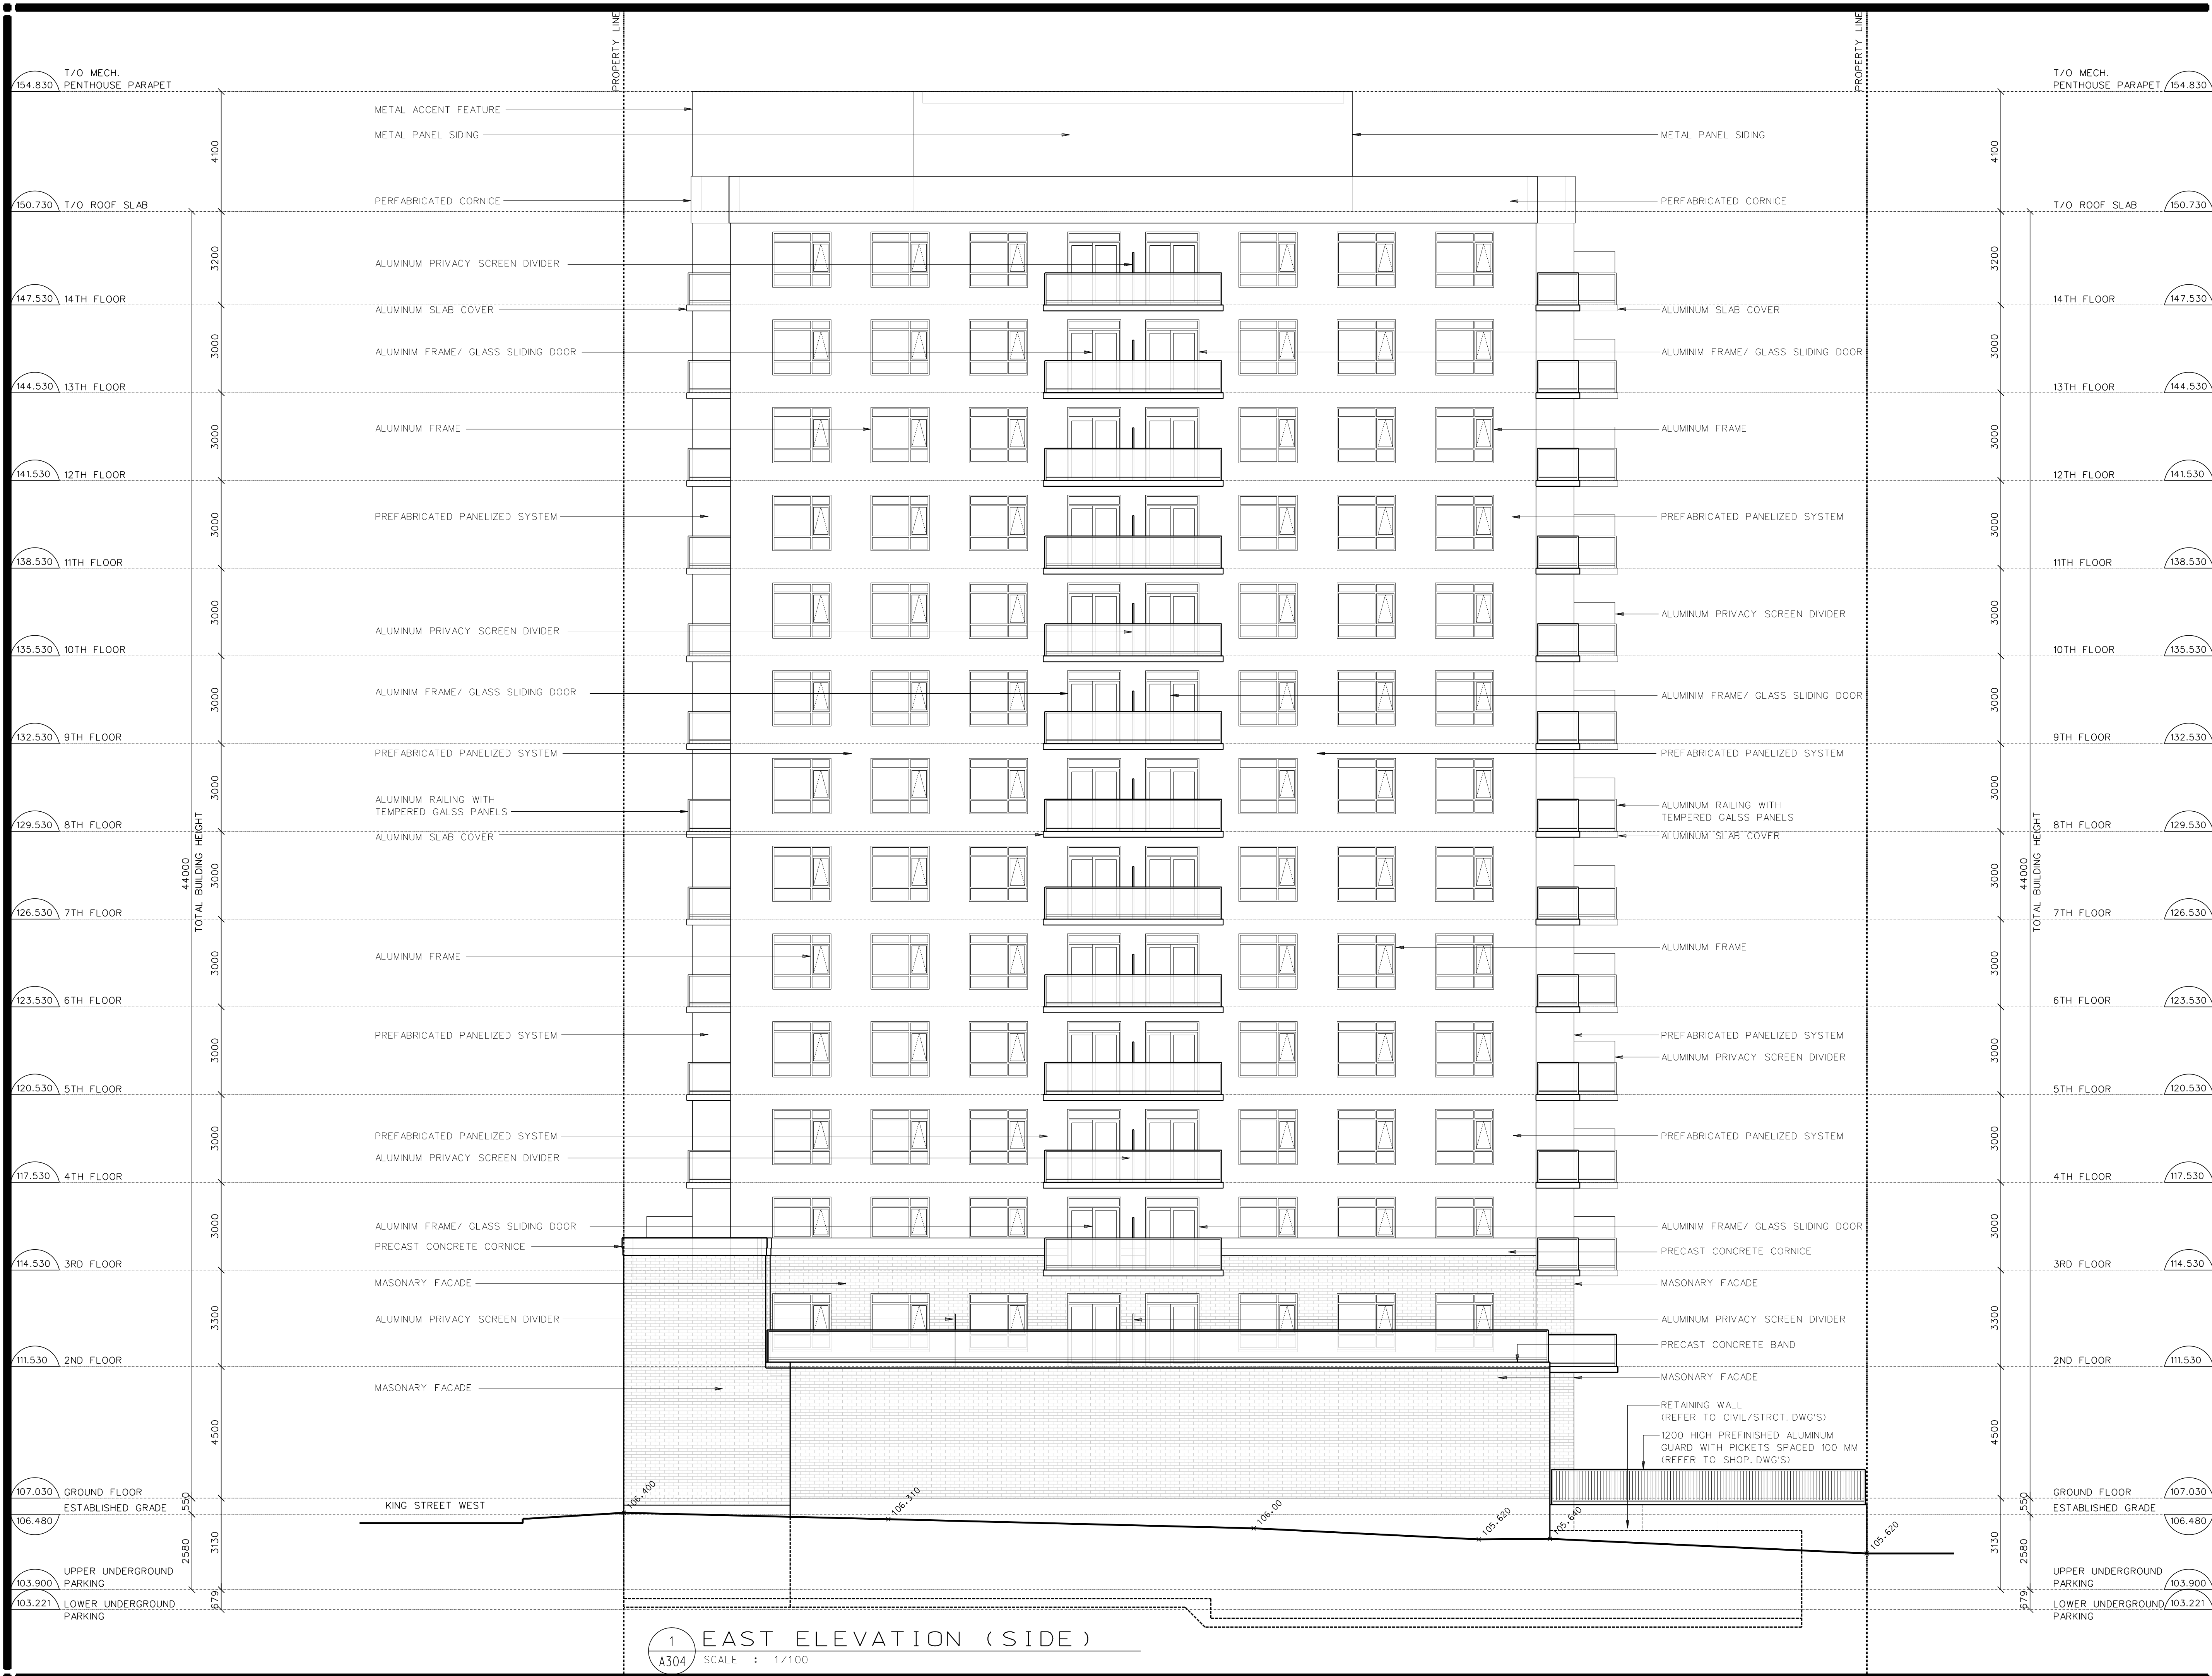 PROPERTY LINE
PROPERTY LINE
T/O MECH.
PENTHOUSE PARAPET
154.830
T/O MECH.
PENTHOUSE PARAPET
154.830
METAL ACCENT FEATURE
METAL PANEL SIDING
METAL PANEL SIDING
4100
4100
PERFABRICATED CORNICE
PERFABRICATED CORNICE
150.730
T/O ROOF SLAB
T/O ROOF SLAB
150.730
3200
ALUMINUM PRIVACY SCREEN DIVIDER
3200
147.530
14TH FLOOR
14TH FLOOR
147.530
ALUMINUM SLAB COVER
ALUMINUM SLAB COVER
3000
ALUMINIM FRAME/ GLASS SLIDING DOOR
ALUMINIM FRAME/ GLASS SLIDING DOOR
3000
144.530
13TH FLOOR
13TH FLOOR
144.530
3000
ALUMINUM FRAME
ALUMINUM FRAME
3000
141.530
12TH FLOOR
12TH FLOOR
141.530
3000
PREFABRICATED PANELIZED SYSTEM
PREFABRICATED PANELIZED SYSTEM
3000
138.530
11TH FLOOR
11TH FLOOR
138.530
3000
ALUMINUM PRIVACY SCREEN DIVIDER
ALUMINUM PRIVACY SCREEN DIVIDER
3000
135.530
10TH FLOOR
10TH FLOOR
135.530
3000
ALUMINIM FRAME/ GLASS SLIDING DOOR
ALUMINIM FRAME/ GLASS SLIDING DOOR
3000
132.530
9TH FLOOR
9TH FLOOR
132.530
PREFABRICATED PANELIZED SYSTEM
PREFABRICATED PANELIZED SYSTEM
3000
3000
ALUMINUM RAILING WITH
TEMPERED GALSS PANELS
ALUMINUM RAILING WITH
TEMPERED GALSS PANELS
129.530
8TH FLOOR
8TH FLOOR
129.530
ALUMINUM SLAB COVER
ALUMINUM SLAB COVER
44000
TOTAL BUILDING HEIGHT
3000
3000
44000
TOTAL BUILDING HEIGHT
126.530
7TH FLOOR
7TH FLOOR
126.530
3000
ALUMINUM FRAME
ALUMINUM FRAME
3000
123.530
6TH FLOOR
6TH FLOOR
123.530
3000
PREFABRICATED PANELIZED SYSTEM
PREFABRICATED PANELIZED SYSTEM
ALUMINUM PRIVACY SCREEN DIVIDER
3000
120.530
5TH FLOOR
5TH FLOOR
120.530
3000
PREFABRICATED PANELIZED SYSTEM
PREFABRICATED PANELIZED SYSTEM
3000
ALUMINUM PRIVACY SCREEN DIVIDER
117.530
4TH FLOOR
4TH FLOOR
117.530
3000
ALUMINIM FRAME/ GLASS SLIDING DOOR
ALUMINIM FRAME/ GLASS SLIDING DOOR
3000
PRECAST CONCRETE CORNICE
PRECAST CONCRETE CORNICE
114.530
3RD FLOOR
3RD FLOOR
114.530
MASONARY FACADE
MASONARY FACADE
3300
ALUMINUM PRIVACY SCREEN DIVIDER
ALUMINUM PRIVACY SCREEN DIVIDER
3300
PRECAST CONCRETE BAND
111.530
2ND FLOOR
2ND FLOOR
111.530
MASONARY FACADE
MASONARY FACADE
RETAINING WALL
(REFER TO CIVIL/STRCT. DWG'S)
4500
4500
1200 HIGH PREFINISHED ALUMINUM
GUARD WITH PICKETS SPACED 100 MM
(REFER TO SHOP. DWG'S)
107.030
GROUND FLOOR
GROUND FLOOR
107.030
550
550
ESTABLISHED GRADE
106.480
KING STREET WEST
ESTABLISHED GRADE
106.480
106.400
106.310
106.00
105.620
105.640
105.620
2580
3130
3130
2580
UPPER UNDERGROUND
PARKING
103.900
UPPER UNDERGROUND
PARKING
103.900
679
679
103.221
LOWER UNDERGROUND
PARKING
LOWER UNDERGROUND
PARKING
103.221
1
A304
EAST ELEVATION (SIDE)
SCALE : 1/100